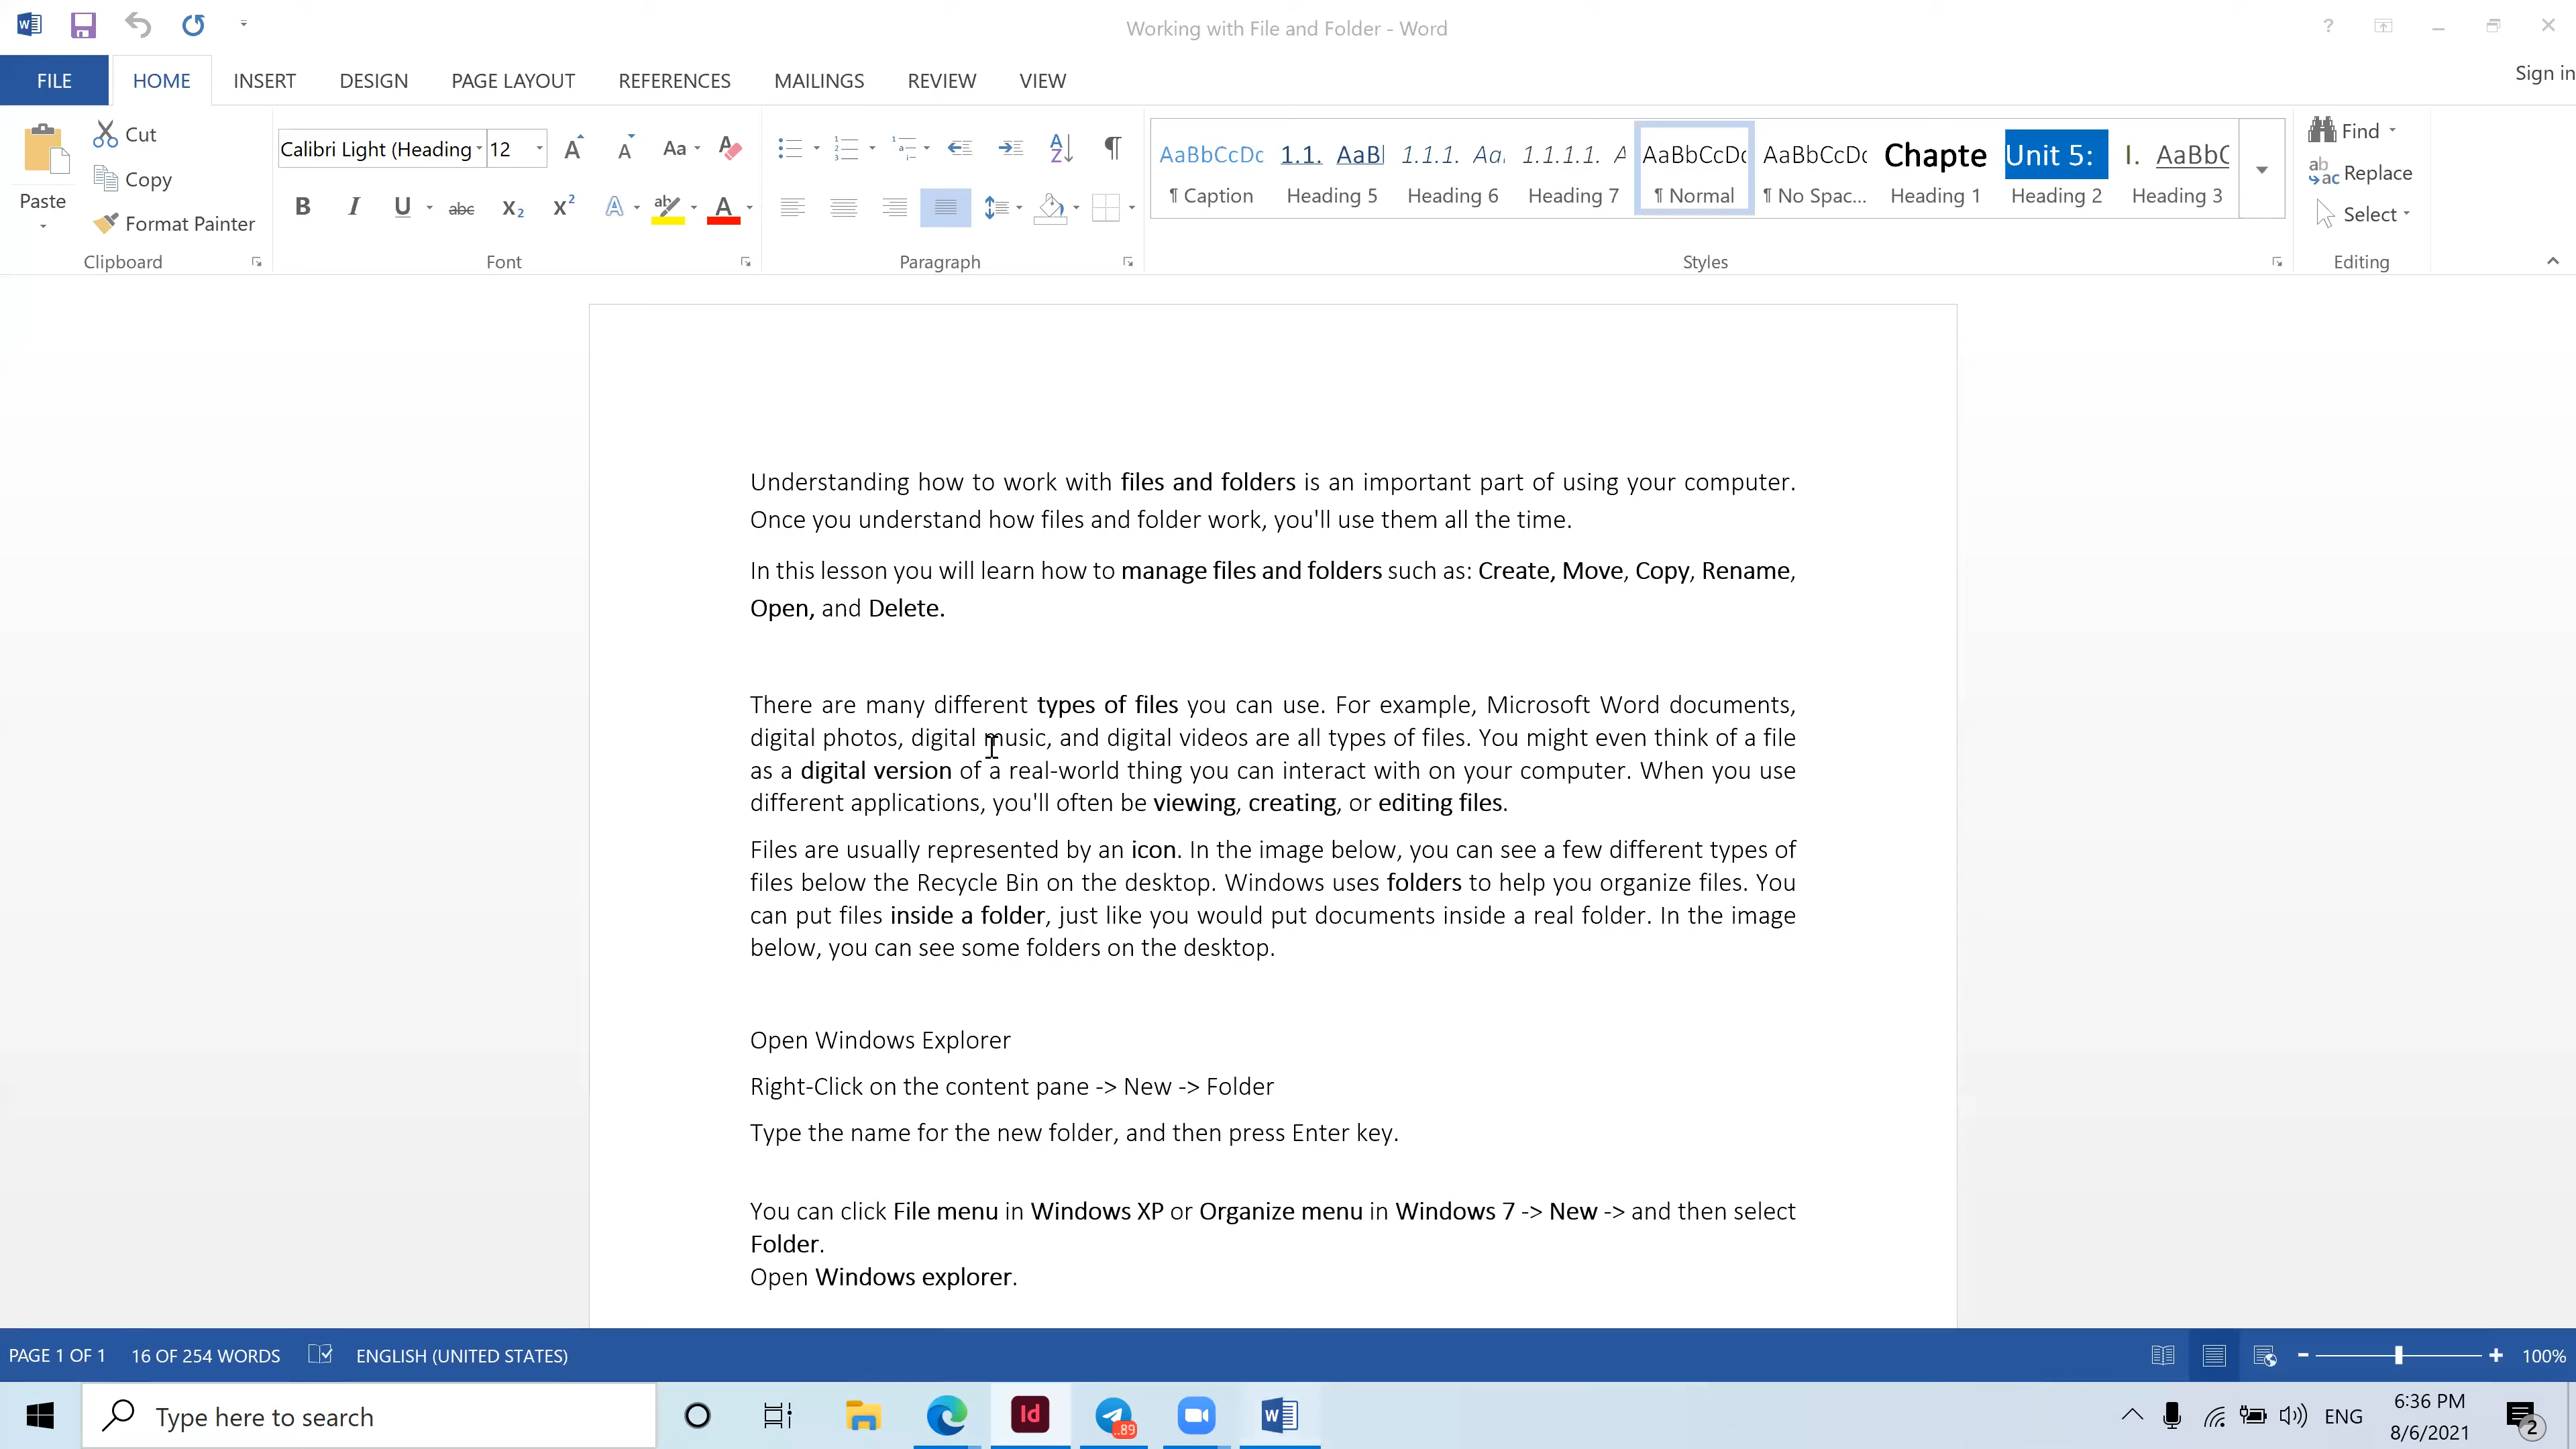 Working with File and Folder - Word
?
FILE HOME INSERT DESIGN PAGE LAYOUT REFERENCES MAILINGS REVIEW VIEW
Sign in
Paste
Cut
Copy
Format Painter
Clipboard
Calibri Light (Heading 12
Aa
B I U abc X2 X2 A ab A
Font
Paragraph
AaBbCcDc 1.1. AaBl 1.1.1. Aa 1.1.1.1. A AaBbCcDc AaBbCcDc Chapte Unit 5: I. AaBbC
¶ Caption Heading 5 Heading 6 Heading 7 ¶ Normal ¶ No Spac... Heading 1 Heading 2 Heading 3
Styles
Find
Replace
Select
Editing
Understanding how to work with files and folders is an important part of using your computer.
Once you understand how files and folder work, you'll use them all the time.
In this lesson you will learn how to manage files and folders such as: Create, Move, Copy, Rename,
Open, and Delete.
There are many different types of files you can use. For example, Microsoft Word documents,
digital photos, digital music, and digital videos are all types of files. You might even think of a file
as a digital version of a real-world thing you can interact with on your computer. When you use
different applications, you'll often be viewing, creating, or editing files.
Files are usually represented by an icon. In the image below, you can see a few different types of
files below the Recycle Bin on the desktop. Windows uses folders to help you organize files. You
can put files inside a folder, just like you would put documents inside a real folder. In the image
below, you can see some folders on the desktop.
Open Windows Explorer
Right-Click on the content pane -> New -> Folder
Type the name for the new folder, and then press Enter key.
You can click File menu in Windows XP or Organize menu in Windows 7 -> New -> and then select
Folder.
Open Windows explorer.
PAGE 1 OF 1 16 OF 254 WORDS ENGLISH (UNITED STATES) 100%
Type here to search
Id
..89
ENG
6:36 PM
8/6/2021
2